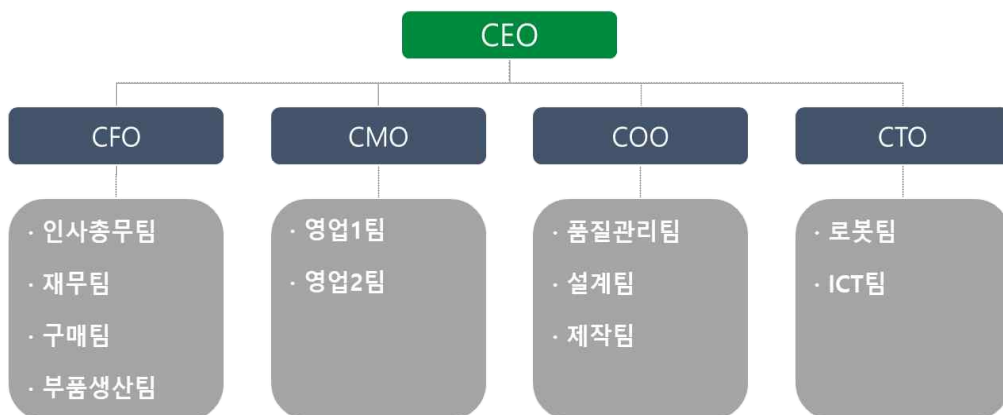 CEO
CFO
CMO
COO
CTO
· 인사총무팀
· 재무팀
· 구매팀
· 부품생산팀
· 영업1팀
· 영업2팀
· 품질관리팀
· 설계팀
· 제작팀
· 로봇팀
· ICT팀